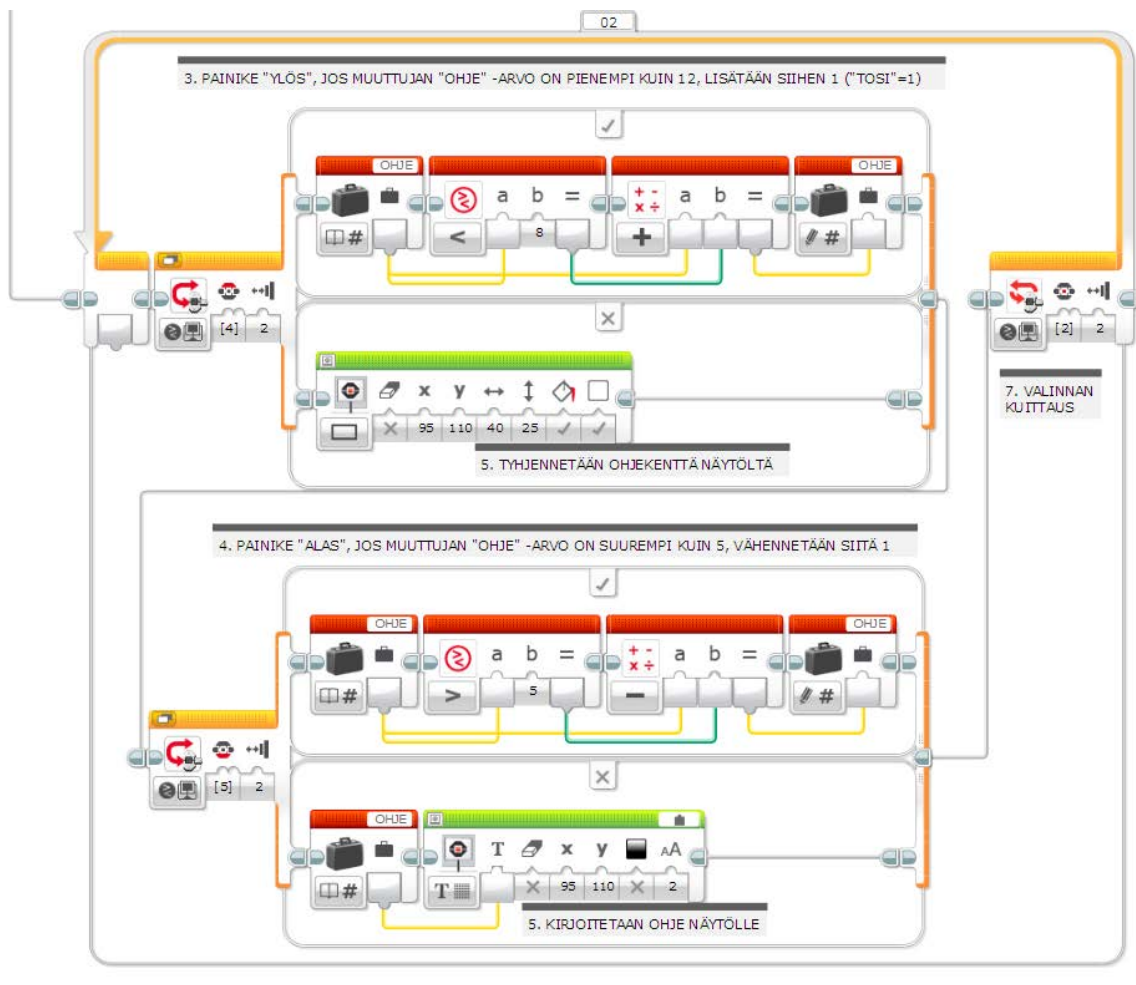 02
3. PAINIKE "YLÖS", JOS MUUTTUJAN "OHJE" -ARVO ON PIENEMPI KUIN 12, LISÄTÄÄN SIIHEN 1 ("TOSI"=1)
OHJE OHJE
a b = a b =
# < 8 + #
[4] 2
[2] 2
x y
95 110 40 25
7. VALINNAN
KUITTAUS
5. TYHJENNETÄÄN OHJEKENTTÄ NÄYTÖLTÄ
4. PAINIKE "ALAS", JOS MUUTTUJAN "OHJE" -ARVO ON SUUREMPI KUIN 5, VÄHENNETÄÄN SIITÄ 1
OHJE OHJE
a b = a b =
# > 5 − #
[5] 2
OHJE
T x y AA
# T 95 110 2
5. KIRJOITETAAN OHJE NÄYTÖLLE